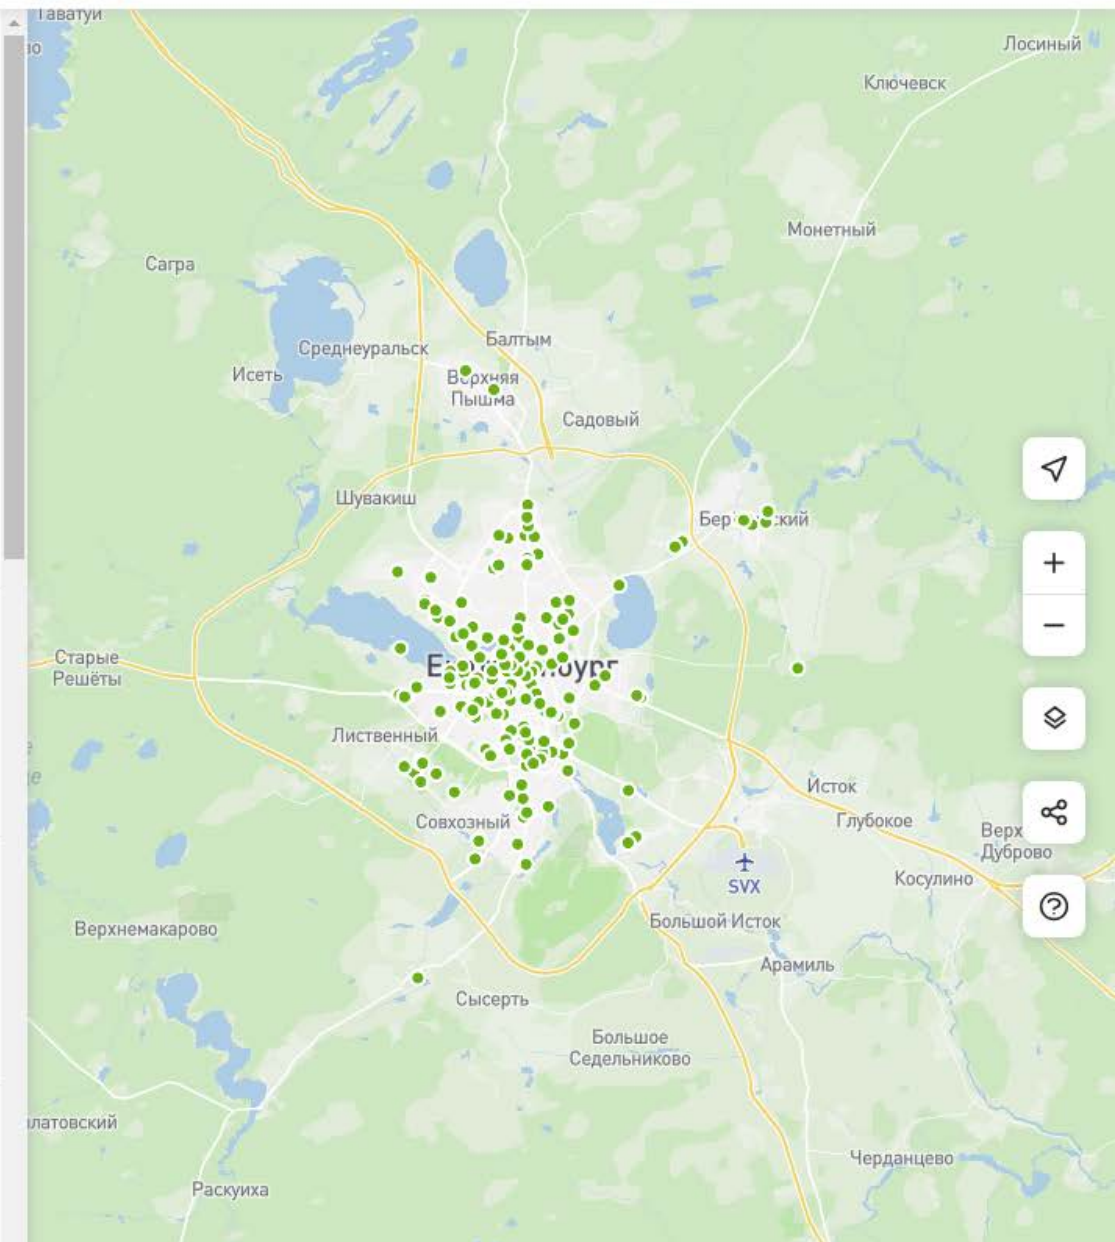 Таватуй
Лосиный
Ключевск
Монетный
Сагра
Балтым
Среднеуральск
Исеть
Верхняя
Пышма
Садовый
Шувакиш
Старые
Решёты
Лиственный
Исток
Совхозный
Глубокое
Верх
Дуброво
SVX
Косулино
Большой Исток
Верхнемакарово
Арамиль
Сысерть
Большое
Седельниково
латовский
Черданцево
Раскуиха